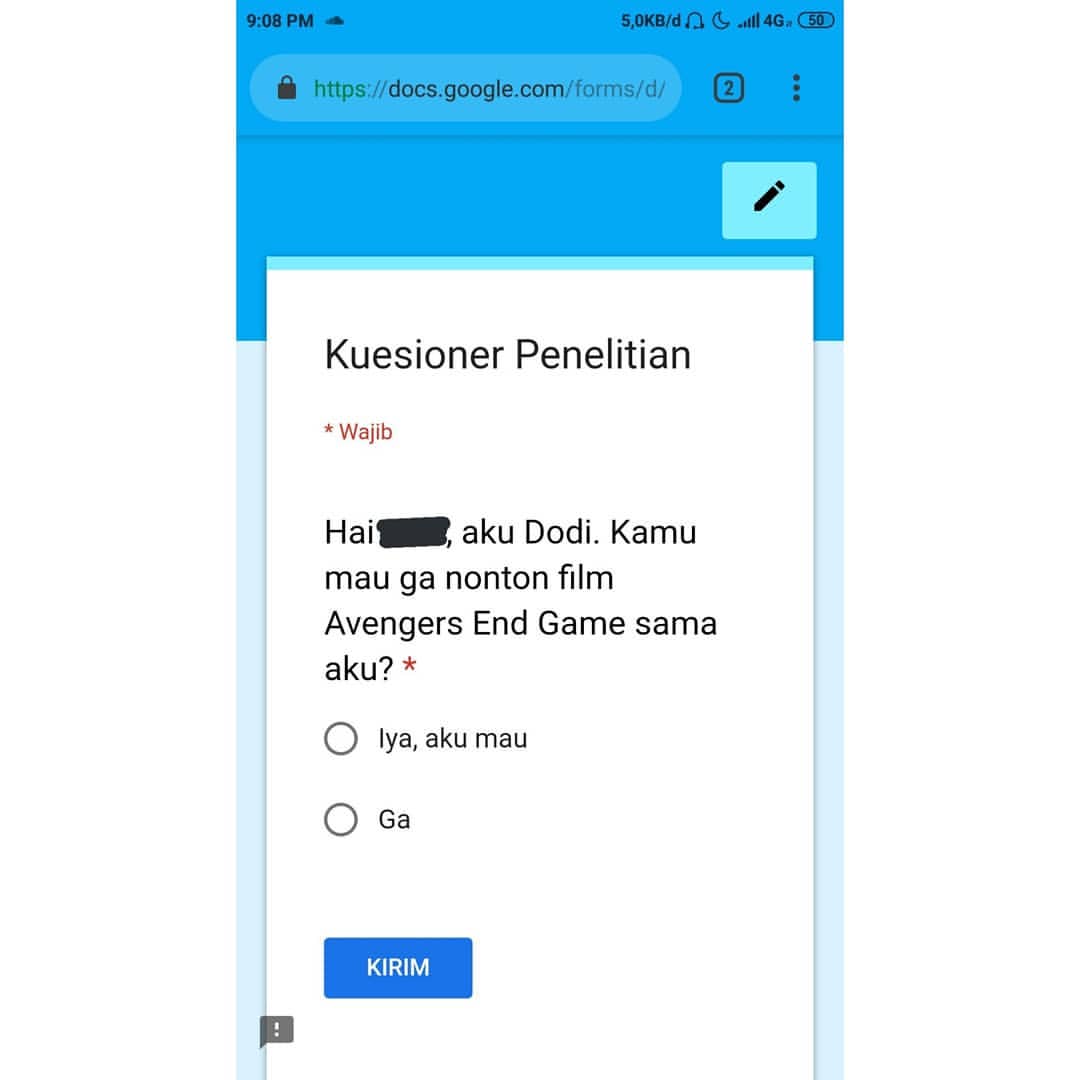 9:08 PM
5,0KB/d 4G 50
https://docs.google.com/forms/d/
2
Kuesioner Penelitian
* Wajib
Hai , aku Dodi. Kamu
mau ga nonton film
Avengers End Game sama
aku? *
Iya, aku mau
Ga
KIRIM